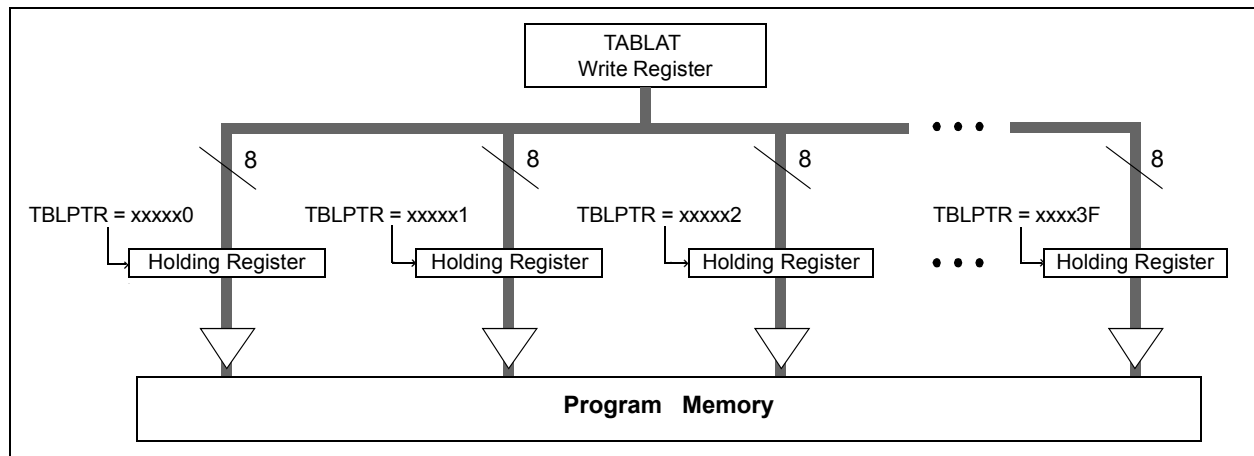 TABLAT
Write Register
8 8 8 8
TBLPTR = xxxxx0 TBLPTR = xxxxx1 TBLPTR = xxxxx2 TBLPTR = xxxx3F
Holding Register Holding Register Holding Register Holding Register
Program Memory